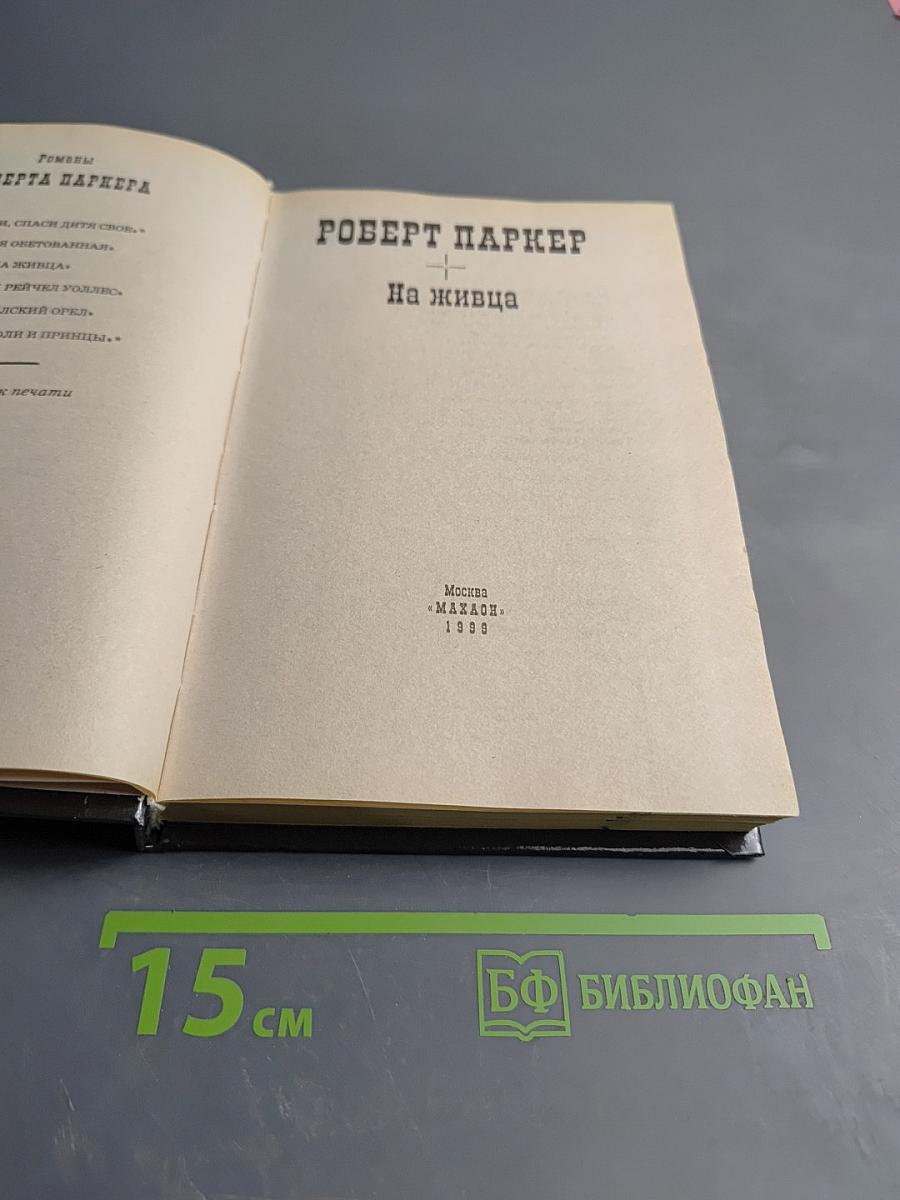 Романы
ЕРТА ПАРКЕРА
И, СПАСИ ДИТЯ СВОЕ.»
Я ОБЕТОВАННАЯ»
НА ЖИВЦА»
РЕЙЧЕЛ УОЛЛЕС»
ЛСКИЙ ОРЕЛ»
ОЛИ И ПРИНЦЫ.»
к печати
РОБЕРТ ПАРКЕР
На живца
Москва
«МАХАОН»
1999
15 см
БФ БИБЛИОФАН